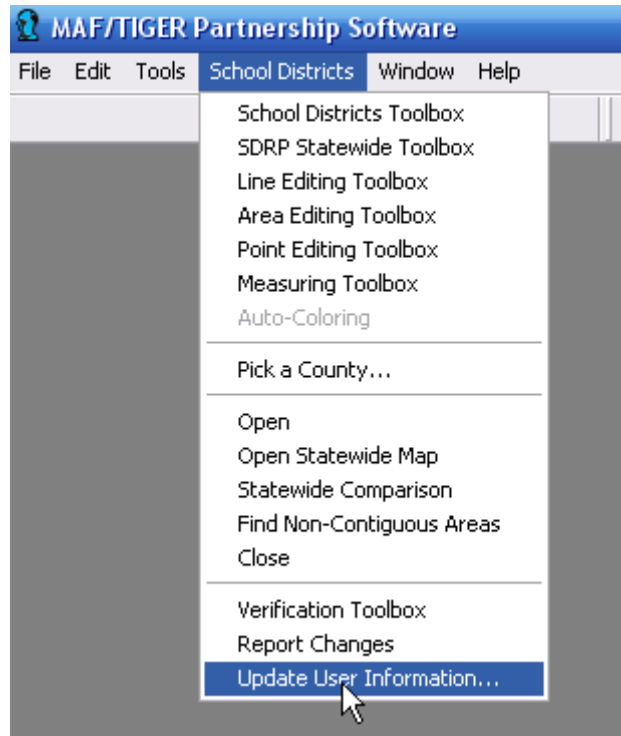 MAF/TIGER Partnership Software
File Edit Tools School Districts Window Help
School Districts Toolbox
SDRP Statewide Toolbox
Line Editing Toolbox
Area Editing Toolbox
Point Editing Toolbox
Measuring Toolbox
Auto-Coloring
Pick a County...
Open
Open Statewide Map
Statewide Comparison
Find Non-Contiguous Areas
Close
Verification Toolbox
Report Changes
Update User Information...